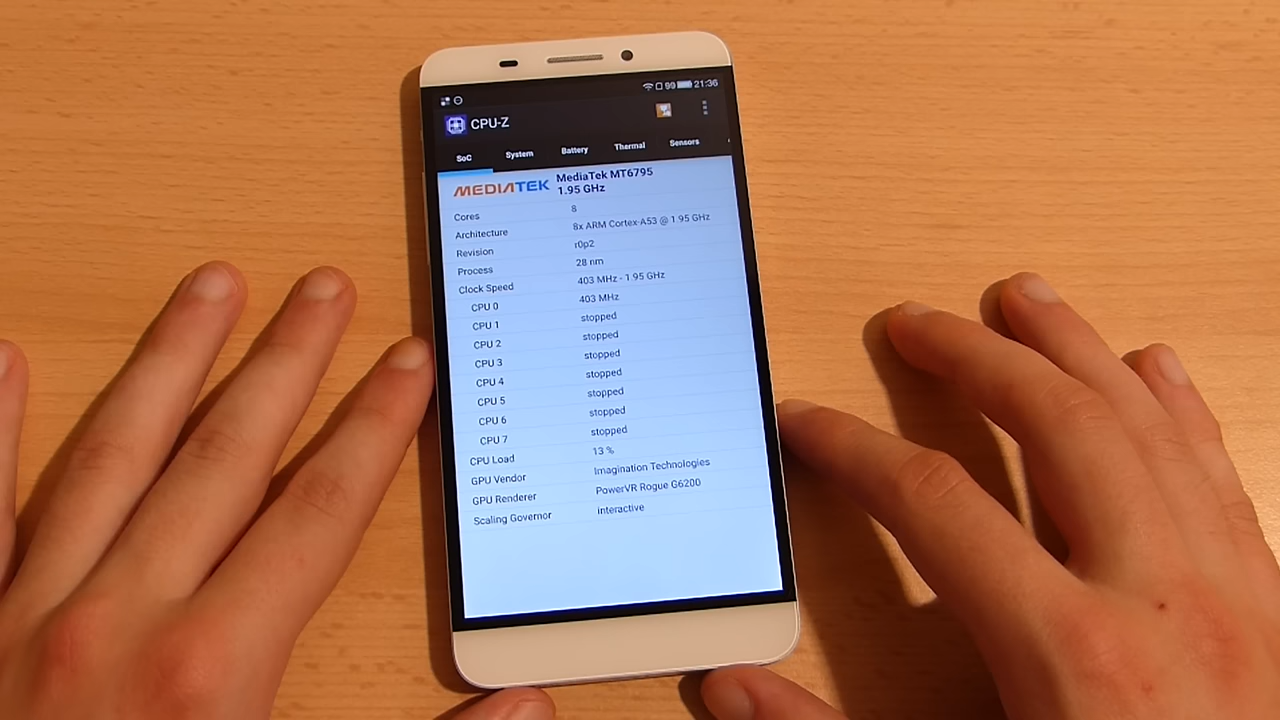 99 21:36
CPU-Z
SoC System Battery Thermal Sensors
MEDIATEK MediaTek MT6795
1.95 GHz
Cores 8
Architecture 8x ARM Cortex-A53 @ 1.95 GHz
Revision r0p2
Process 28 nm
Clock Speed 403 MHz - 1.95 GHz
CPU 0 403 MHz
CPU 1 stopped
CPU 2 stopped
CPU 3 stopped
CPU 4 stopped
CPU 5 stopped
CPU 6 stopped
CPU 7 stopped
CPU Load 13 %
GPU Vendor Imagination Technologies
GPU Renderer PowerVR Rogue G6200
Scaling Governor interactive